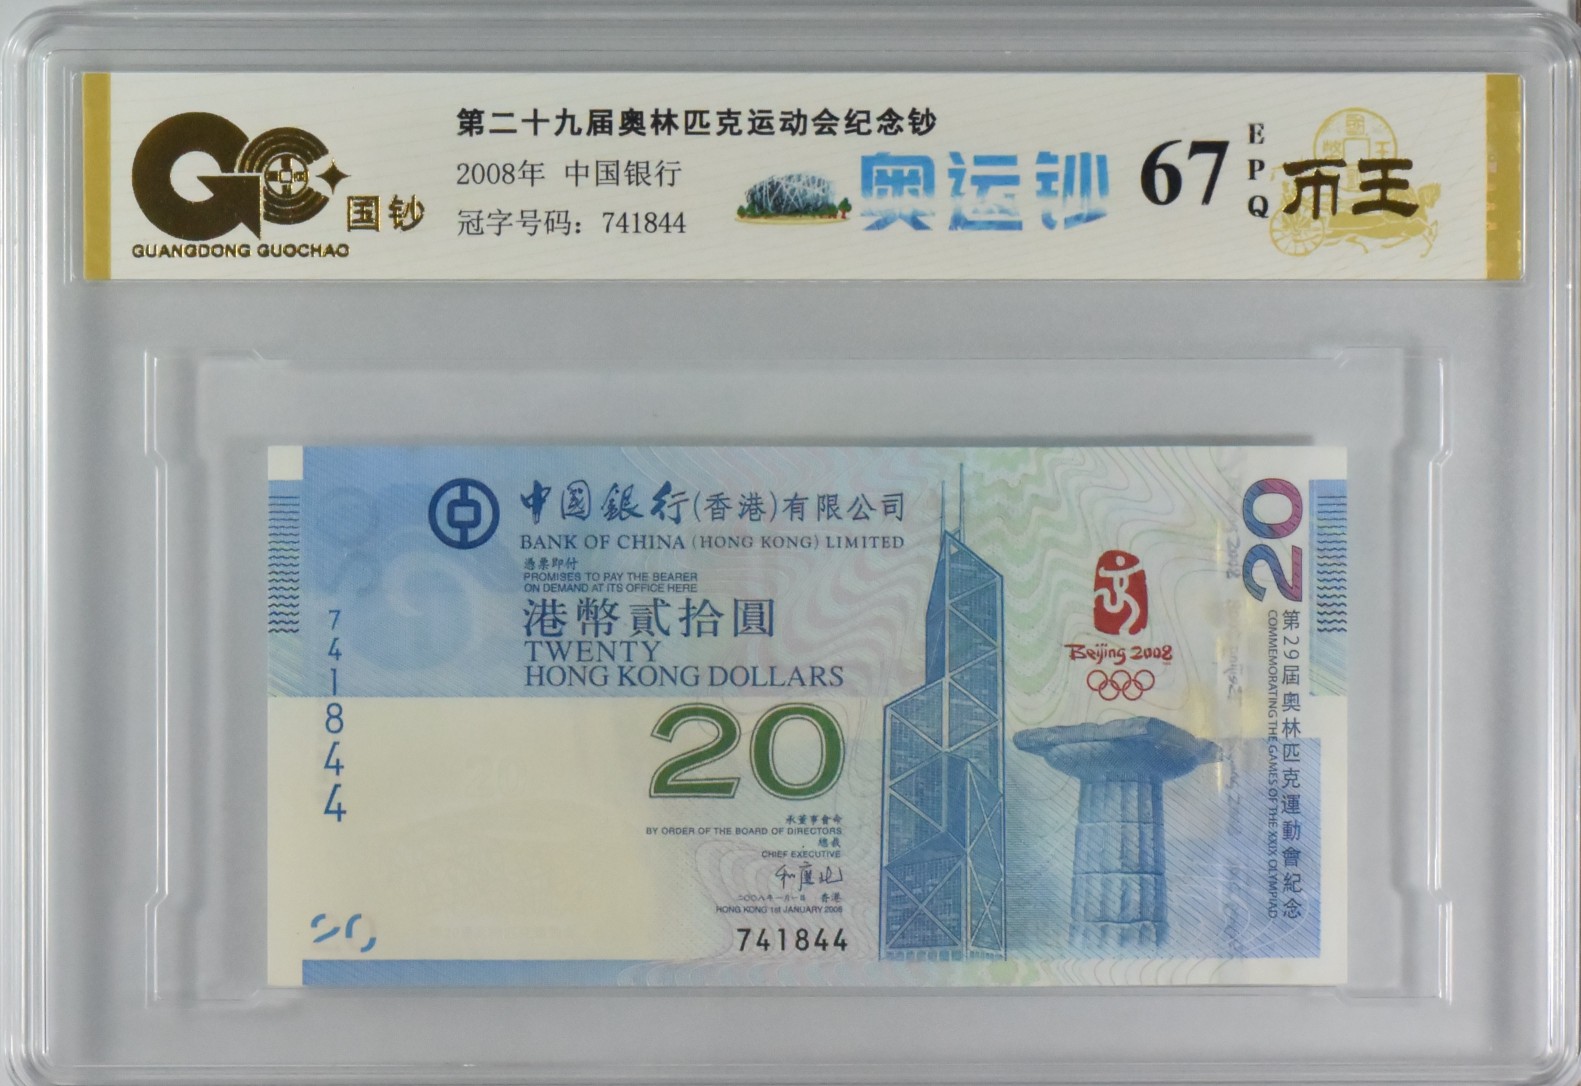 第二十九届奥林匹克运动会纪念钞
2008年 中国银行
冠字号码：741844
国钞
GUANGDONG GUOCHAO
奥运钞
67
EPQ
币王
中國銀行(香港)有限公司
BANK OF CHINA (HONG KONG) LIMITED
憑票即付
PROMISES TO PAY THE BEARER
ON DEMAND AT ITS OFFICE HERE
港幣貳拾圓
TWENTY
HONG KONG DOLLARS
741844
20
承董事會命
BY ORDER OF THE BOARD OF DIRECTORS
總裁
CHIEF EXECUTIVE
二〇〇八年一月一日 香港
HONG KONG 1st JANUARY 2008
741844
Beijing 2008
20
第29届奧林匹克運動會紀念
COMMEMORATING THE GAMES OF THE XXIX OLYMPIAD